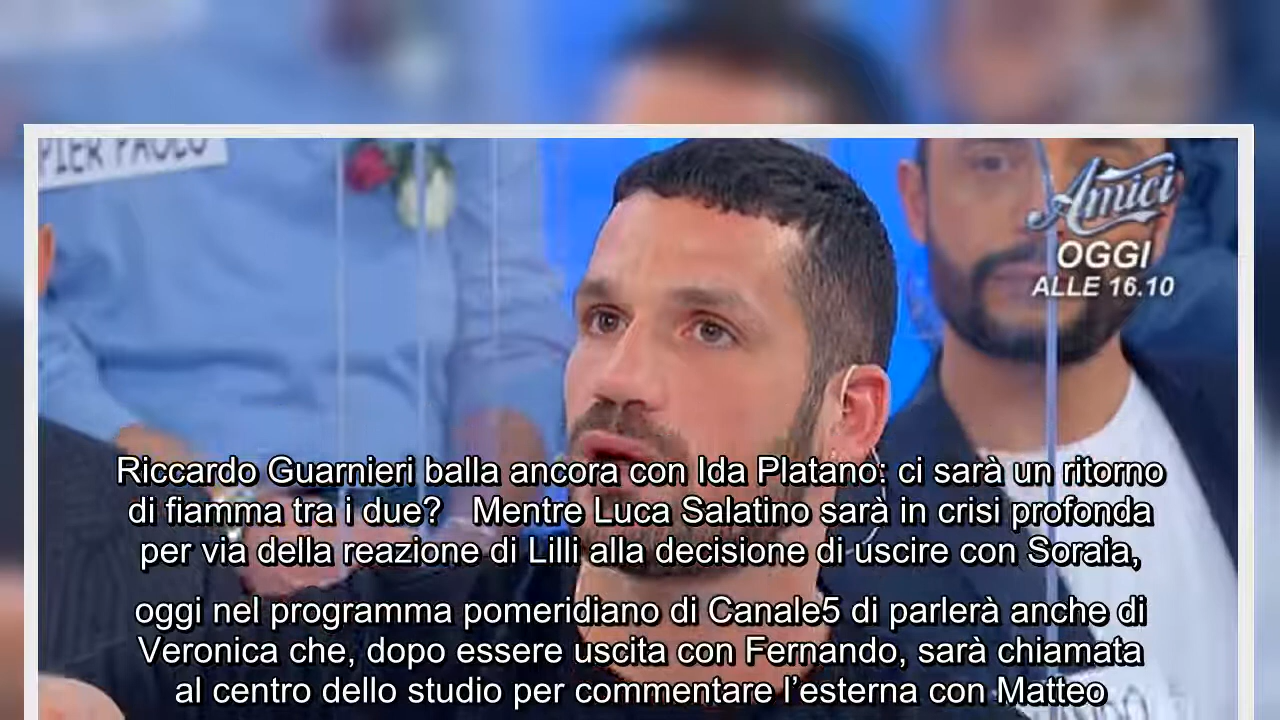 PIER PAOLO
Amici
OGGI
ALLE 16.10
Riccardo Guarnieri balla ancora con Ida Platano: ci sarà un ritorno
di fiamma tra i due? Mentre Luca Salatino sarà in crisi profonda
per via della reazione di Lilli alla decisione di uscire con Soraia,
oggi nel programma pomeridiano di Canale5 di parlerà anche di
Veronica che, dopo essere uscita con Fernando, sarà chiamata
al centro dello studio per commentare l’esterna con Matteo